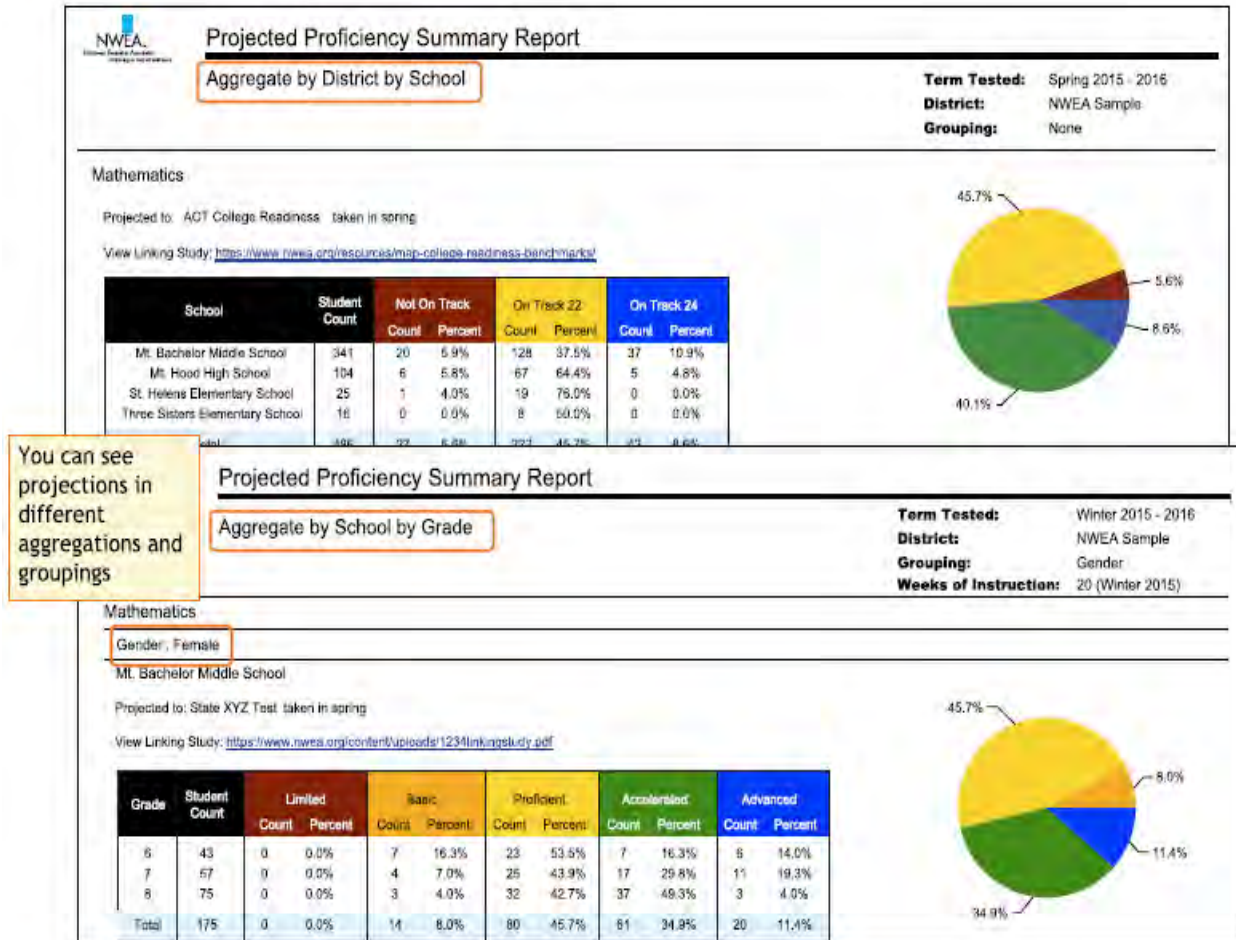 NWEA
Projected Proficiency Summary Report
Aggregate by District by School
Term Tested: Spring 2015 - 2016
District: NWEA Sample
Grouping: None
Mathematics
Projected to: ACT College Readiness taken in spring
View Linking Study: https://www.nwea.org/resources/map-college-readiness-benchmarks/
School Student Count Not On Track On Track 22 On Track 24
Count Percent Count Percent Count Percent
Mt. Bachelor Middle School 341 20 5.9% 128 37.5% 37 10.9%
Mt. Hood High School 104 6 5.8% 67 64.4% 5 4.8%
St. Helens Elementary School 25 1 4.0% 19 76.0% 0 0.0%
Three Sisters Elementary School 16 0 0.0% 8 50.0% 0 0.0%
45.7%
5.6%
8.6%
40.1%
You can see
projections in
different
aggregations and
groupings
Projected Proficiency Summary Report
Aggregate by School by Grade
Term Tested: Winter 2015 - 2016
District: NWEA Sample
Grouping: Gender
Weeks of Instruction: 20 (Winter 2015)
Mathematics
Gender , Female
Mt. Bachelor Middle School
Projected to: State XYZ Test taken in spring
View Linking Study: https://www.nwea.org/content/uploads/1234linkingstudy.pdf
Grade Student Count Limited Basic Proficient Accelerated Advanced
Count Percent Count Percent Count Percent Count Percent Count Percent
6 43 0 0.0% 7 16.3% 23 53.5% 7 16.3% 6 14.0%
7 57 0 0.0% 4 7.0% 25 43.9% 17 29.8% 11 19.3%
8 75 0 0.0% 3 4.0% 32 42.7% 37 49.3% 3 4.0%
Total 175 0 0.0% 14 8.0% 80 45.7% 61 34.9% 20 11.4%
45.7%
8.0%
11.4%
34.9%